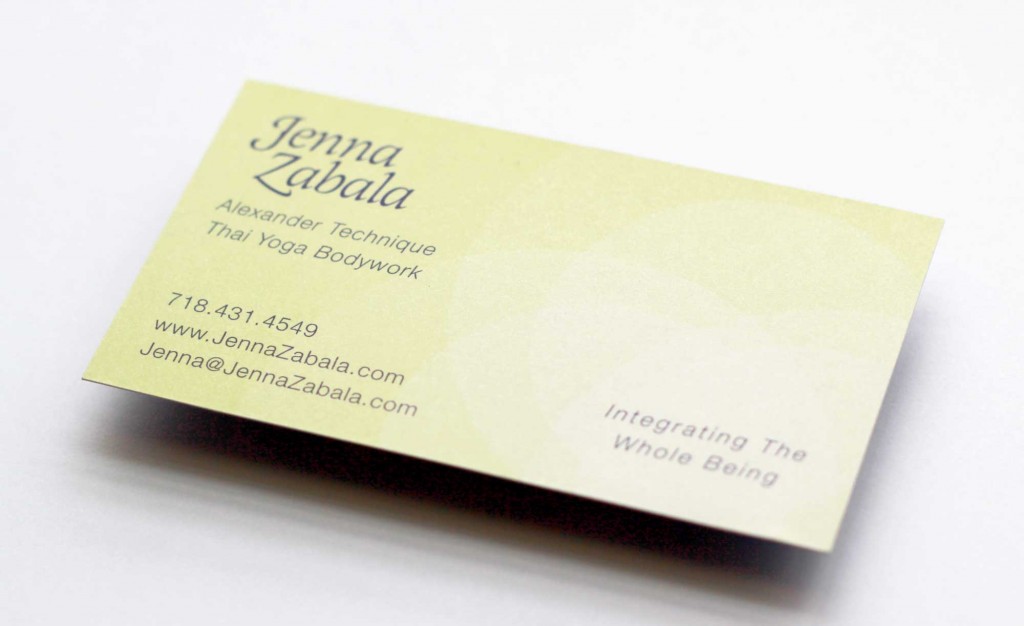 Jenna
Zabala
Alexander Technique
Thai Yoga Bodywork
718.431.4549
www.JennaZabala.com
Jenna@JennaZabala.com
Integrating The
Whole Being